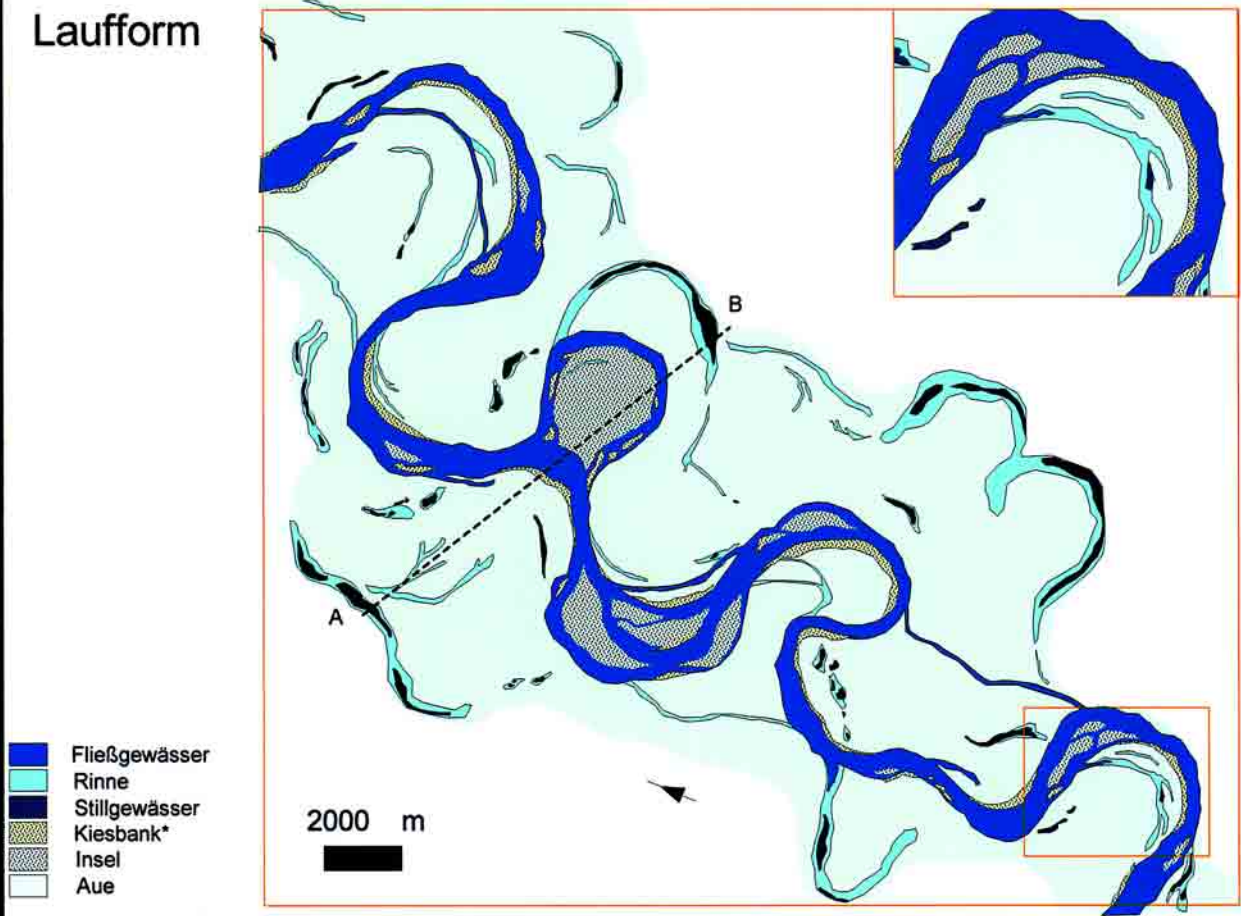 Laufform
B
A
Fließgewässer
Rinne
Stillgewässer
Kiesbank*
Insel
Aue
2000 m